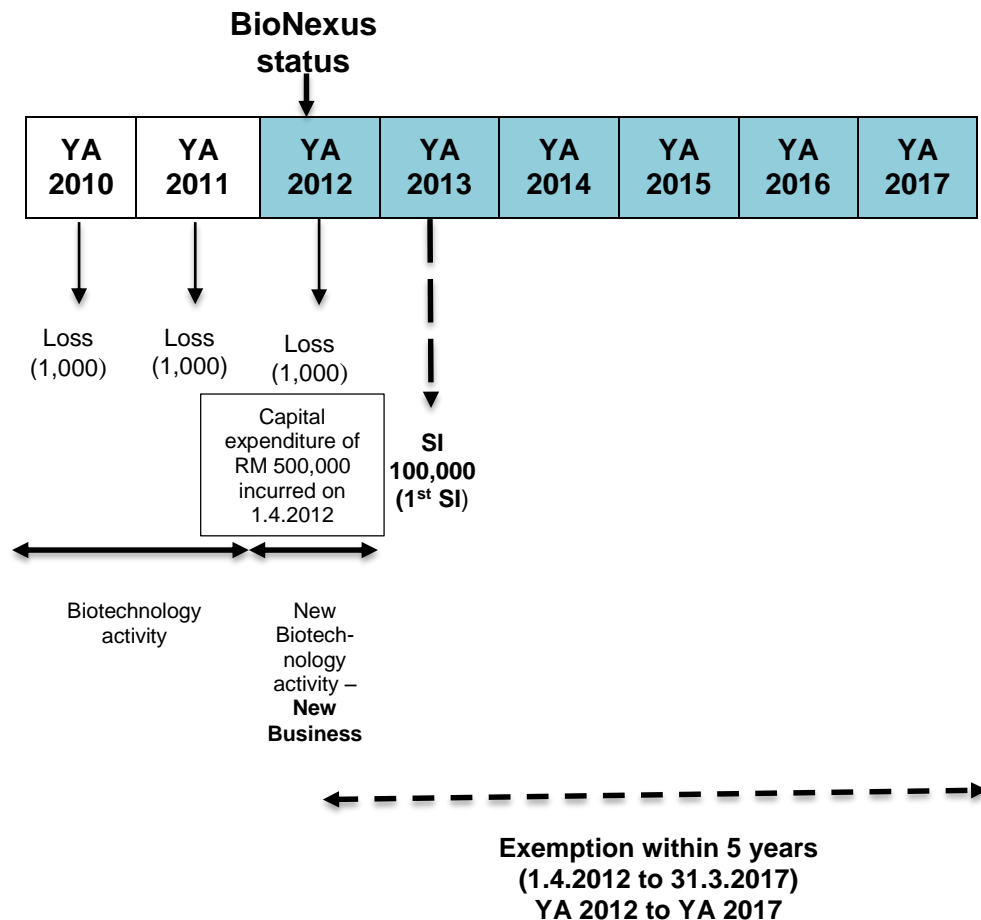 BioNexus
status
YA
2010
YA
2011
YA
2012
YA
2013
YA
2014
YA
2015
YA
2016
YA
2017
Loss
(1,000)
Loss
(1,000)
Loss
(1,000)
Capital
expenditure of
RM 500,000
incurred on
1.4.2012
SI
100,000
(1st SI)
Biotechnology
activity
New
Biotech-
nology
activity –
New
Business
Exemption within 5 years
(1.4.2012 to 31.3.2017)
YA 2012 to YA 2017